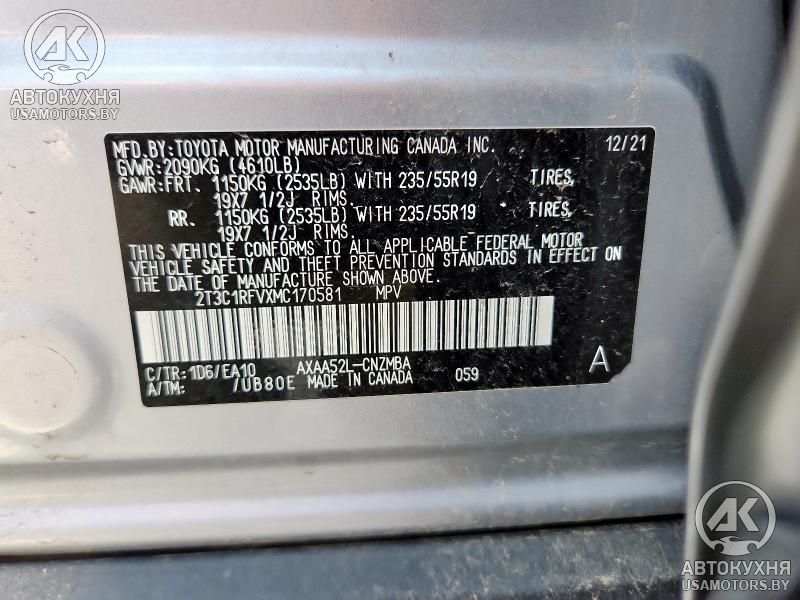 AK
АВТОКУХНЯ
USAMOTORS.BY
MFD.BY:TOYOTA MOTOR MANUFACTURING CANADA INC. 12/21
GVWR:2090KG (4610LB)
GAWR:FRT. 1150KG (2535LB) WITH 235/55R19 TIRES,
19X7 1/2J RIMS.
RR. 1150KG (2535LB) WITH 235/55R19 TIRES,
19X7 1/2J RIMS.
THIS VEHICLE CONFORMS TO ALL APPLICABLE FEDERAL MOTOR
VEHICLE SAFETY AND THEFT PREVENTION STANDARDS IN EFFECT ON
THE DATE OF MANUFACTURE SHOWN ABOVE.
2T3C1RFVXMC170581 MPV
C/TR:1D6/EA10 AXAA52L-CNZMBA A
A/TM: /UB80E MADE IN CANADA 059
AK
АВТОКУХНЯ
USAMOTORS.BY